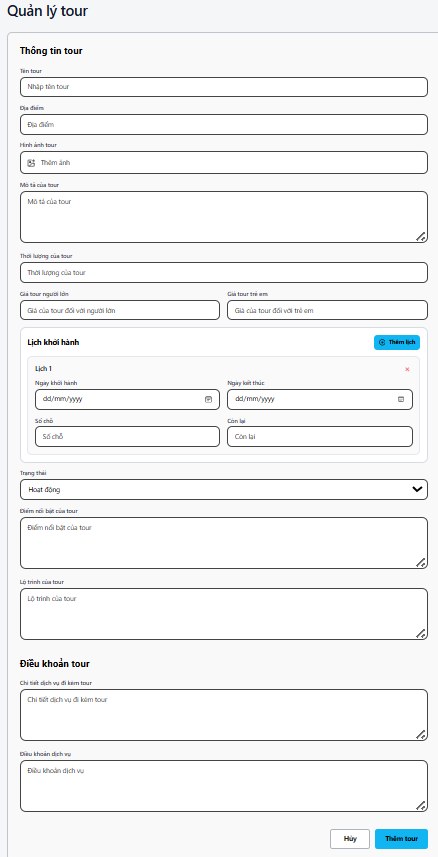 Quản lý tour
Thông tin tour
Tên tour
Nhập tên tour
Địa điểm
Địa điểm
Hình ảnh tour
Thêm ảnh
Mô tả của tour
Mô tả của tour
Thời lượng của tour
Thời lượng của tour
Giá tour người lớn
Giá tour trẻ em
Giá của tour đối với người lớn
Giá của tour đối với trẻ em
Lịch khởi hành
Thêm lịch
Lịch 1
Ngày khởi hành
Ngày kết thúc
dd/mm/yyyy
dd/mm/yyyy
Số chỗ
Còn lại
Số chỗ
Còn lại
Trạng thái
Hoạt động
Điểm nổi bật của tour
Điểm nổi bật của tour
Lộ trình của tour
Lộ trình của tour
Điều khoản tour
Chi tiết dịch vụ đi kèm tour
Chi tiết dịch vụ đi kèm tour
Điều khoản dịch vụ
Điều khoản dịch vụ
Hủy
Thêm tour